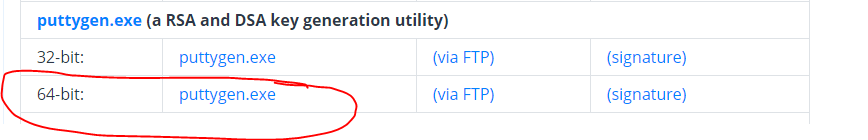 puttygen.exe (a RSA and DSA key generation utility)
32-bit: puttygen.exe (via FTP) (signature)
64-bit: puttygen.exe (via FTP) (signature)